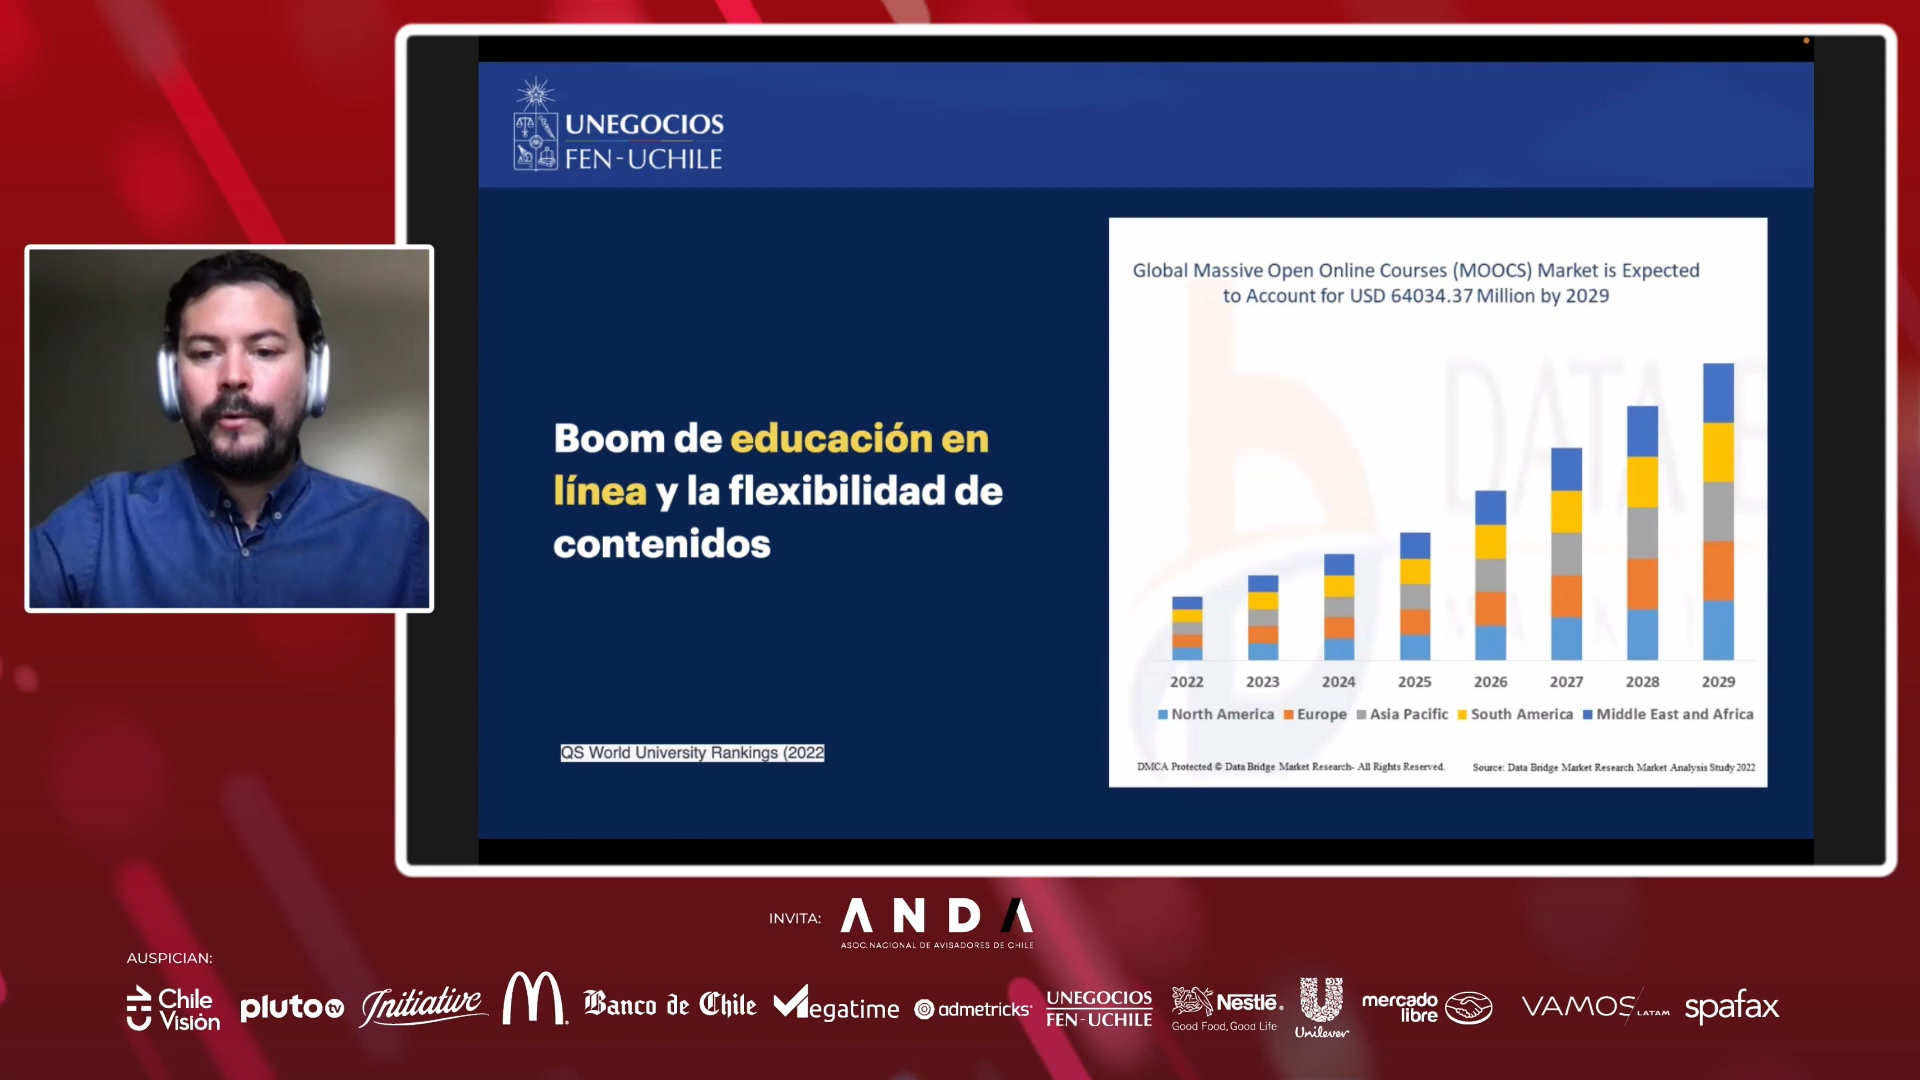 UNEGOCIOS
FEN-UCHILE
Boom de educación en
línea y la flexibilidad de
contenidos
QS World University Rankings (2022
Global Massive Open Online Courses (MOOCS) Market is Expected
to Account for USD 64034.37 Million by 2029
2022 2023 2024 2025 2026 2027 2028 2029
North America Europe Asia Pacific South America Middle East and Africa
DMCA Protected © Data Bridge Market Research- All Rights Reserved. Source: Data Bridge Market Research Market Analysis Study 2022
INVITA: ANDA
ASOC. NACIONAL DE AVISADORES DE CHILE
AUSPICIAN:
CHV Chile
Visión
pluto tv
Initiative
Banco de Chile
Megatime
admetricks
UNEGOCIOS
FEN-UCHILE
Nestlé.
Good Food, Good Life
Unilever
mercado
libre
VAMOS LATAM
spafax